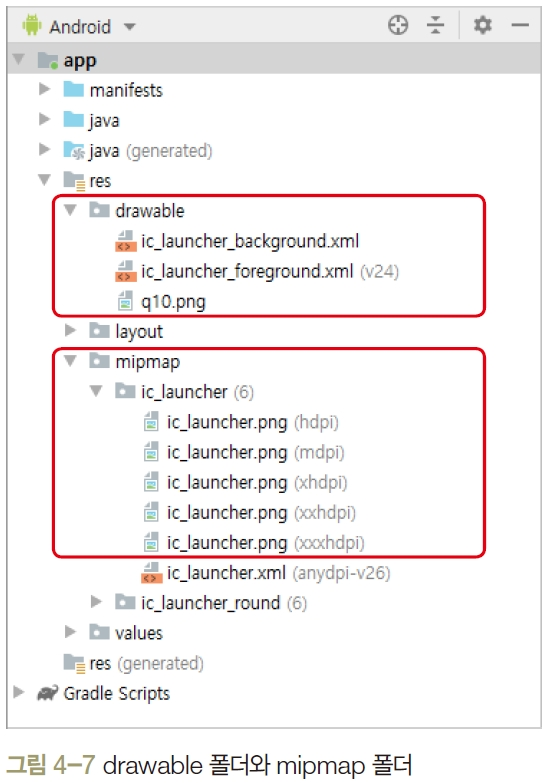 Android
app
manifests
java
java (generated)
res
drawable
ic_launcher_background.xml
ic_launcher_foreground.xml (v24)
q10.png
layout
mipmap
ic_launcher (6)
ic_launcher.png (hdpi)
ic_launcher.png (mdpi)
ic_launcher.png (xhdpi)
ic_launcher.png (xxhdpi)
ic_launcher.png (xxxhdpi)
ic_launcher.xml (anydpi-v26)
ic_launcher_round (6)
values
res (generated)
Gradle Scripts
그림 4-7 drawable 폴더와 mipmap 폴더